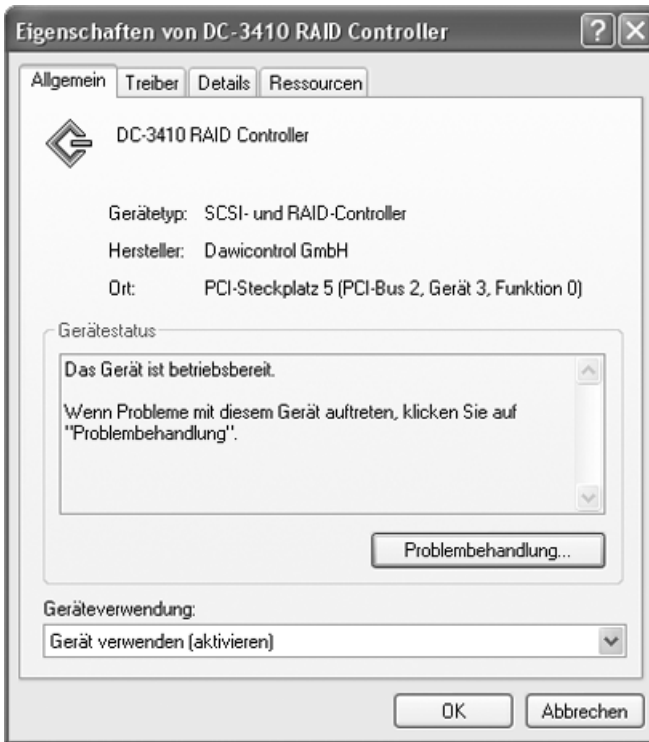 Eigenschaften von DC-3410 RAID Controller
Allgemein Treiber Details Ressourcen
DC-3410 RAID Controller
Gerätetyp: SCSI- und RAID-Controller
Hersteller: Dawicontrol GmbH
Ort: PCI-Steckplatz 5 (PCI-Bus 2, Gerät 3, Funktion 0)
Gerätestatus
Das Gerät ist betriebsbereit.
Wenn Probleme mit diesem Gerät auftreten, klicken Sie auf
"Problembehandlung".
Problembehandlung...
Geräteverwendung:
Gerät verwenden (aktivieren)
OK Abbrechen